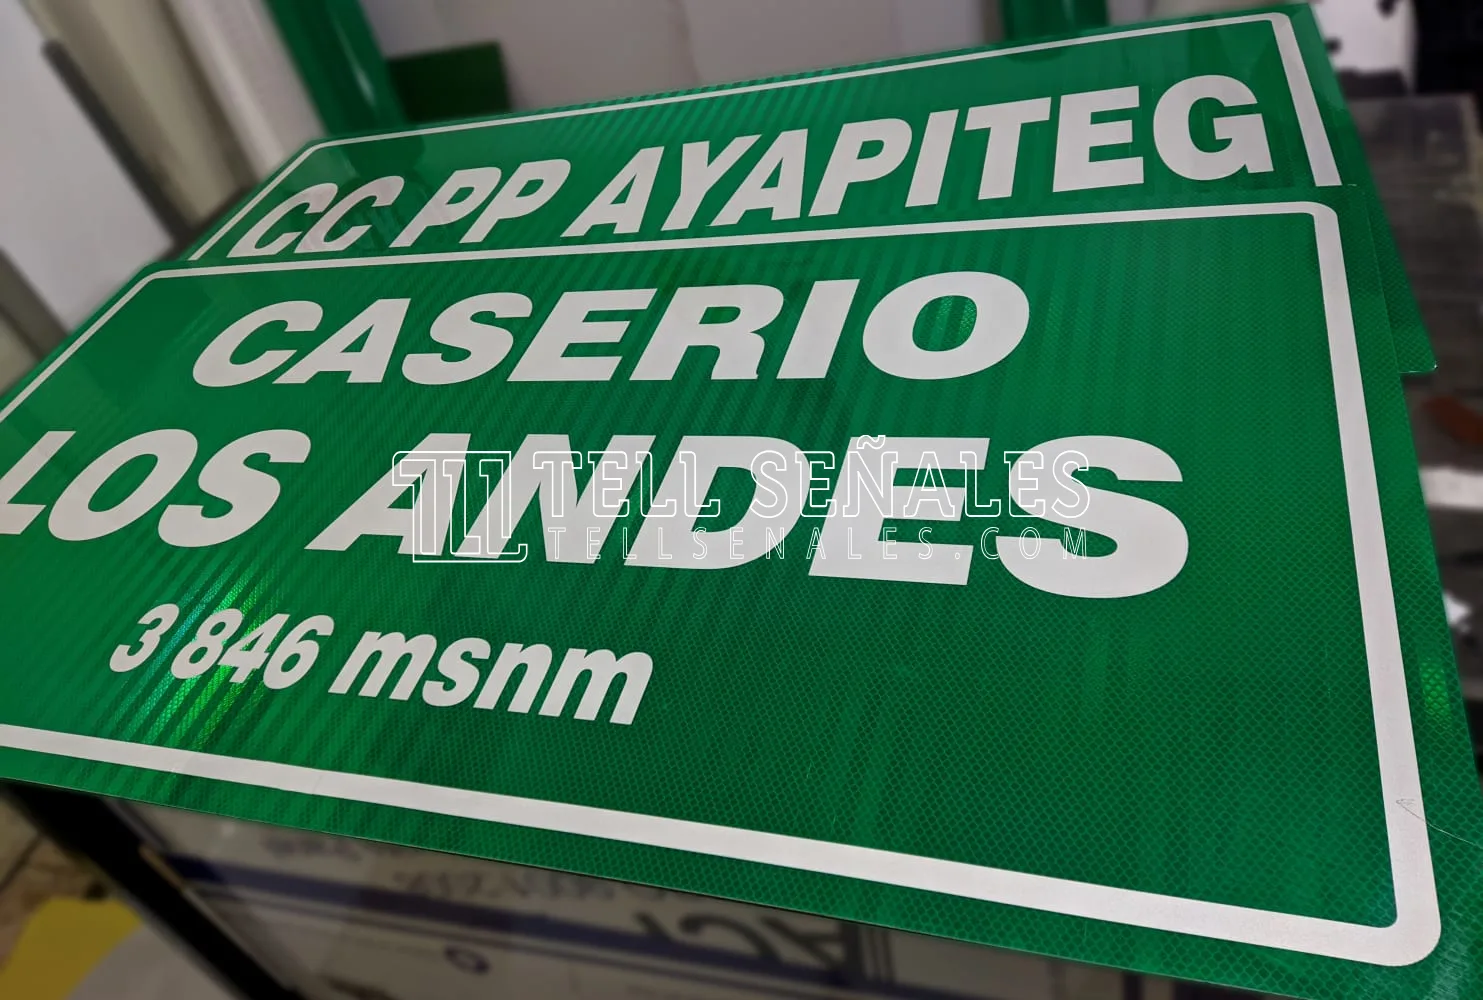 CC PP AYAPITEG
CASERIO
LOS ANDES
TELL SEÑALES
TELLSENALES.COM
3 846 msnm